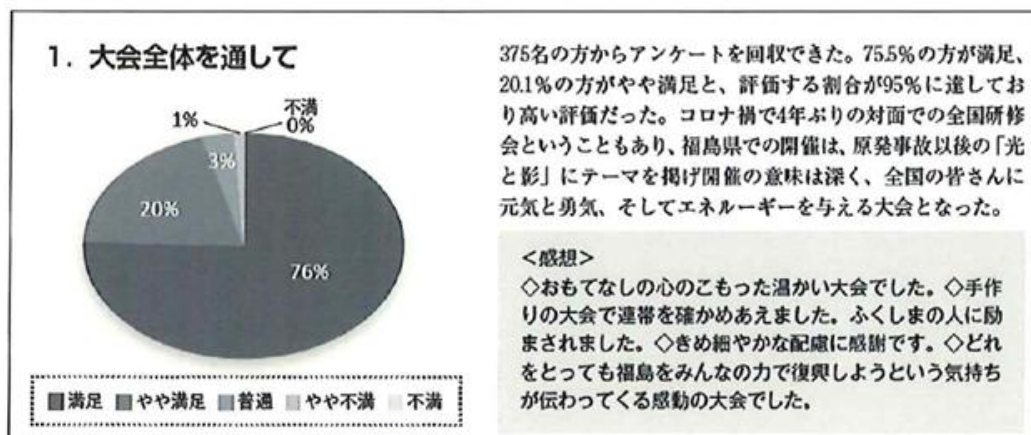 1. 大会全体を通して
不満
1%
0%
3%
20%
76%
満足 やや満足 普通 やや不満 不満
375名の方からアンケートを回収できた。75.5%の方が満足、
20.1%の方がやや満足と、評価する割合が95%に達してお
り高い評価だった。コロナ禍で4年ぶりの対面での全国研修
会ということもあり、福島県での開催は、原発事故以後の「光
と影」にテーマを掲げ開催の意味は深く、全国の皆さんに
元気と勇気、そしてエネルーギーを与える大会となった。
<感想>
◇おもてなしの心のこもった温かい大会でした。◇手作
りの大会で連帯を確かめあえました。ふくしまの人に励
まされました。◇きめ細やかな配慮に感謝です。◇どれ
をとっても福島をみんなの力で復興しようという気持ち
が伝わってくる感動の大会でした。